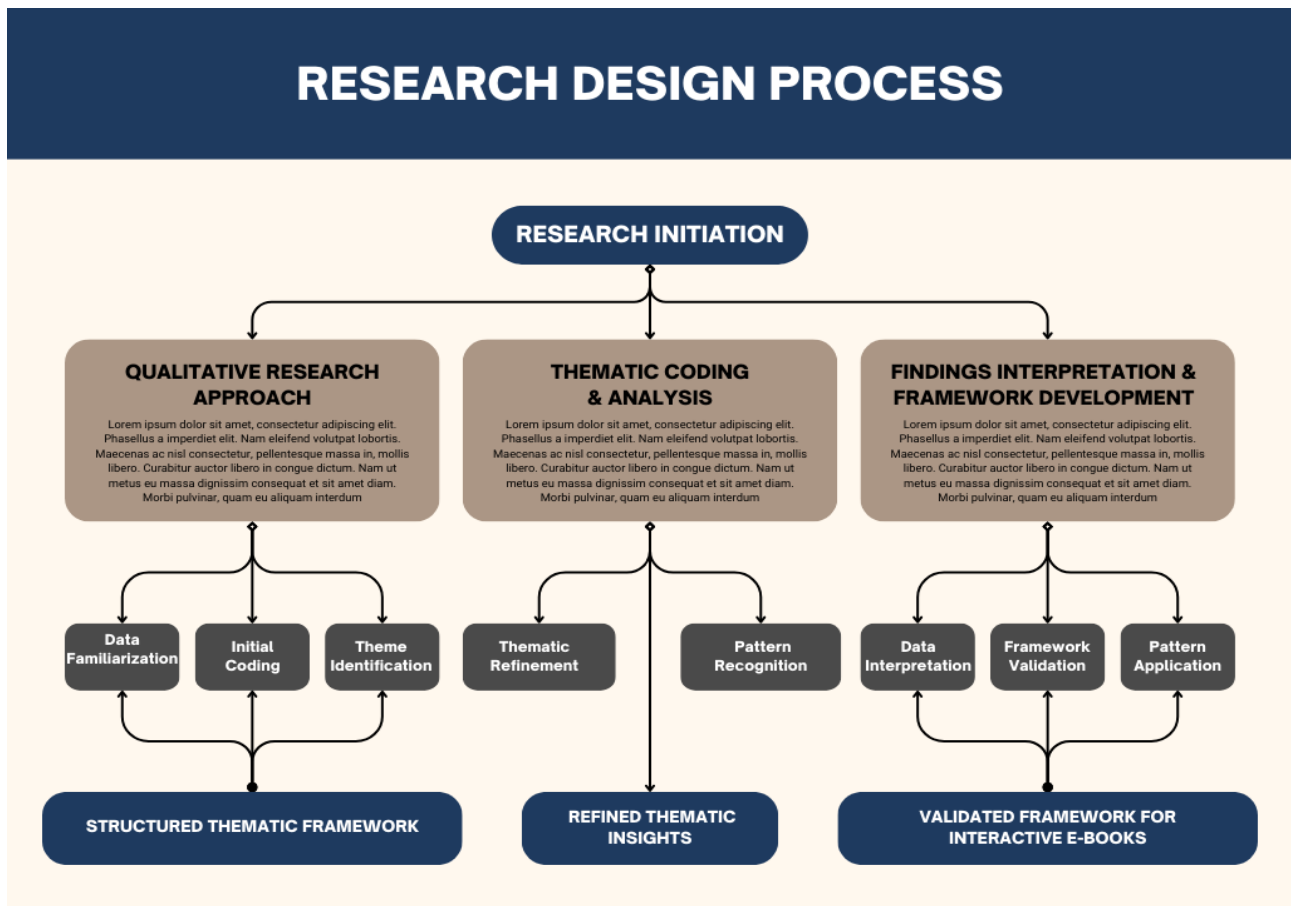 RESEARCH DESIGN PROCESS
RESEARCH INITIATION
QUALITATIVE RESEARCH
APPROACH
Lorem ipsum dolor sit amet, consectetur adipiscing elit.
Phasellus a imperdiet elit. Nam eleifend volutpat lobortis.
Maecenas ac nisl consectetur, pellentesque massa in, mollis
libero. Curabitur auctor libero in congue dictum. Nam ut
metus eu massa dignissim consequat et sit amet diam.
Morbi pulvinar, quam eu aliquam interdum
THEMATIC CODING
& ANALYSIS
Lorem ipsum dolor sit amet, consectetur adipiscing elit.
Phasellus a imperdiet elit. Nam eleifend volutpat lobortis.
Maecenas ac nisl consectetur, pellentesque massa in, mollis
libero. Curabitur auctor libero in congue dictum. Nam ut
metus eu massa dignissim consequat et sit amet diam.
Morbi pulvinar, quam eu aliquam interdum
FINDINGS INTERPRETATION &
FRAMEWORK DEVELOPMENT
Lorem ipsum dolor sit amet, consectetur adipiscing elit.
Phasellus a imperdiet elit. Nam eleifend volutpat lobortis.
Maecenas ac nisl consectetur, pellentesque massa in, mollis
libero. Curabitur auctor libero in congue dictum. Nam ut
metus eu massa dignissim consequat et sit amet diam.
Morbi pulvinar, quam eu aliquam interdum
Data
Familiarization
Initial
Coding
Theme
Identification
Thematic
Refinement
Pattern
Recognition
Data
Interpretation
Framework
Validation
Pattern
Application
STRUCTURED THEMATIC FRAMEWORK
REFINED THEMATIC
INSIGHTS
VALIDATED FRAMEWORK FOR
INTERACTIVE E-BOOKS